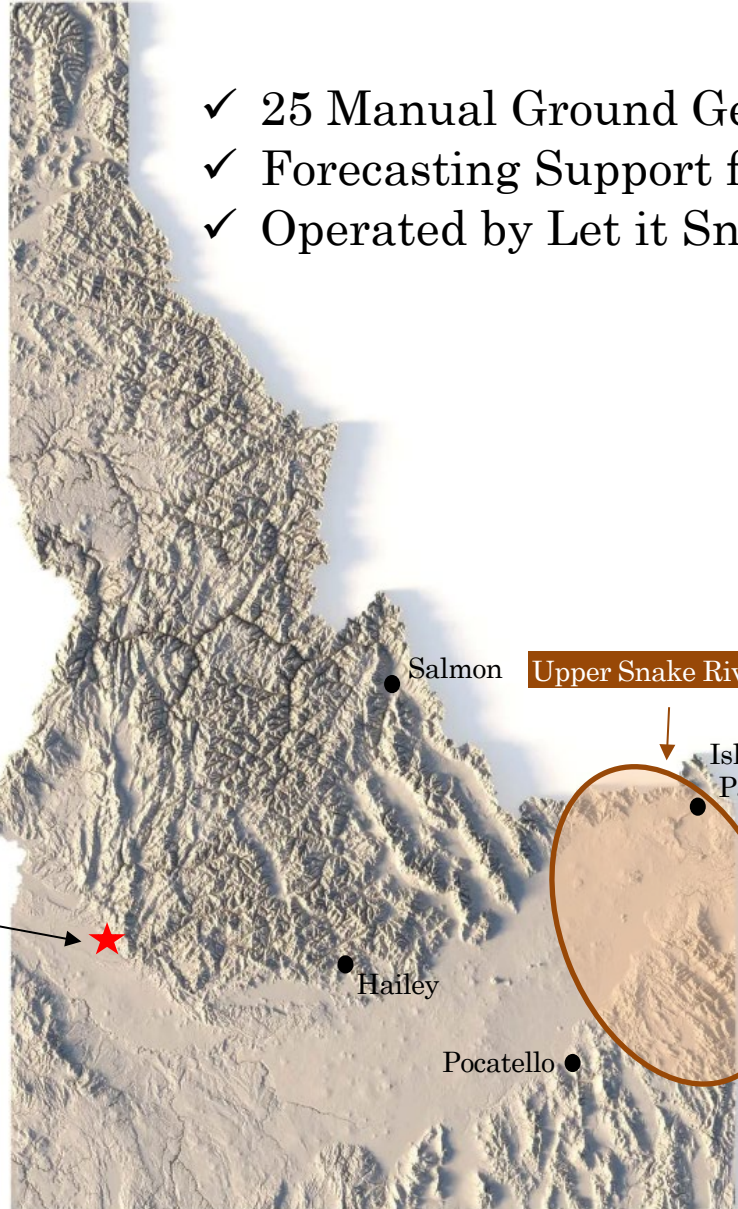 ✓ 25 Manual Ground Ge
✓ Forecasting Support f
✓ Operated by Let it Sn
Salmon
Upper Snake Riv
Isl
P
Hailey
Pocatello